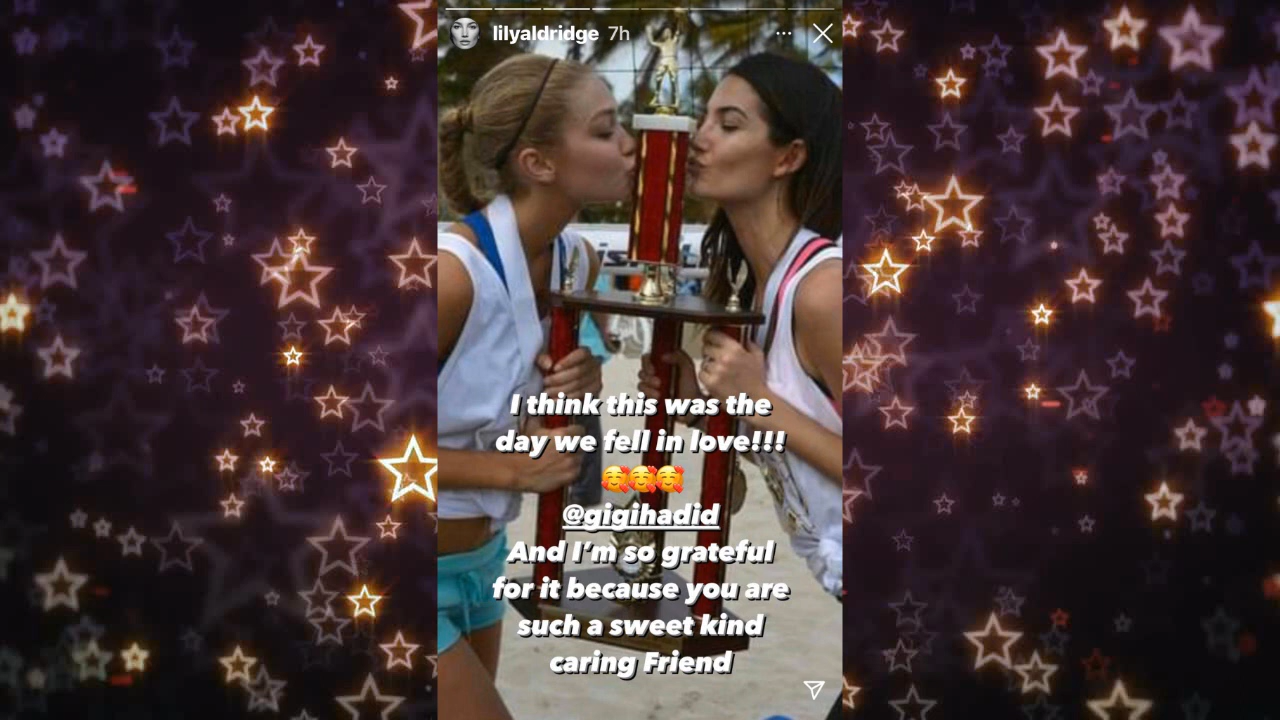 lilyaldridge 7h
I think this was the
day we fell in love!!!
🥰🥰🥰
@gigihadid
And I’m so grateful
for it because you are
such a sweet kind
caring Friend